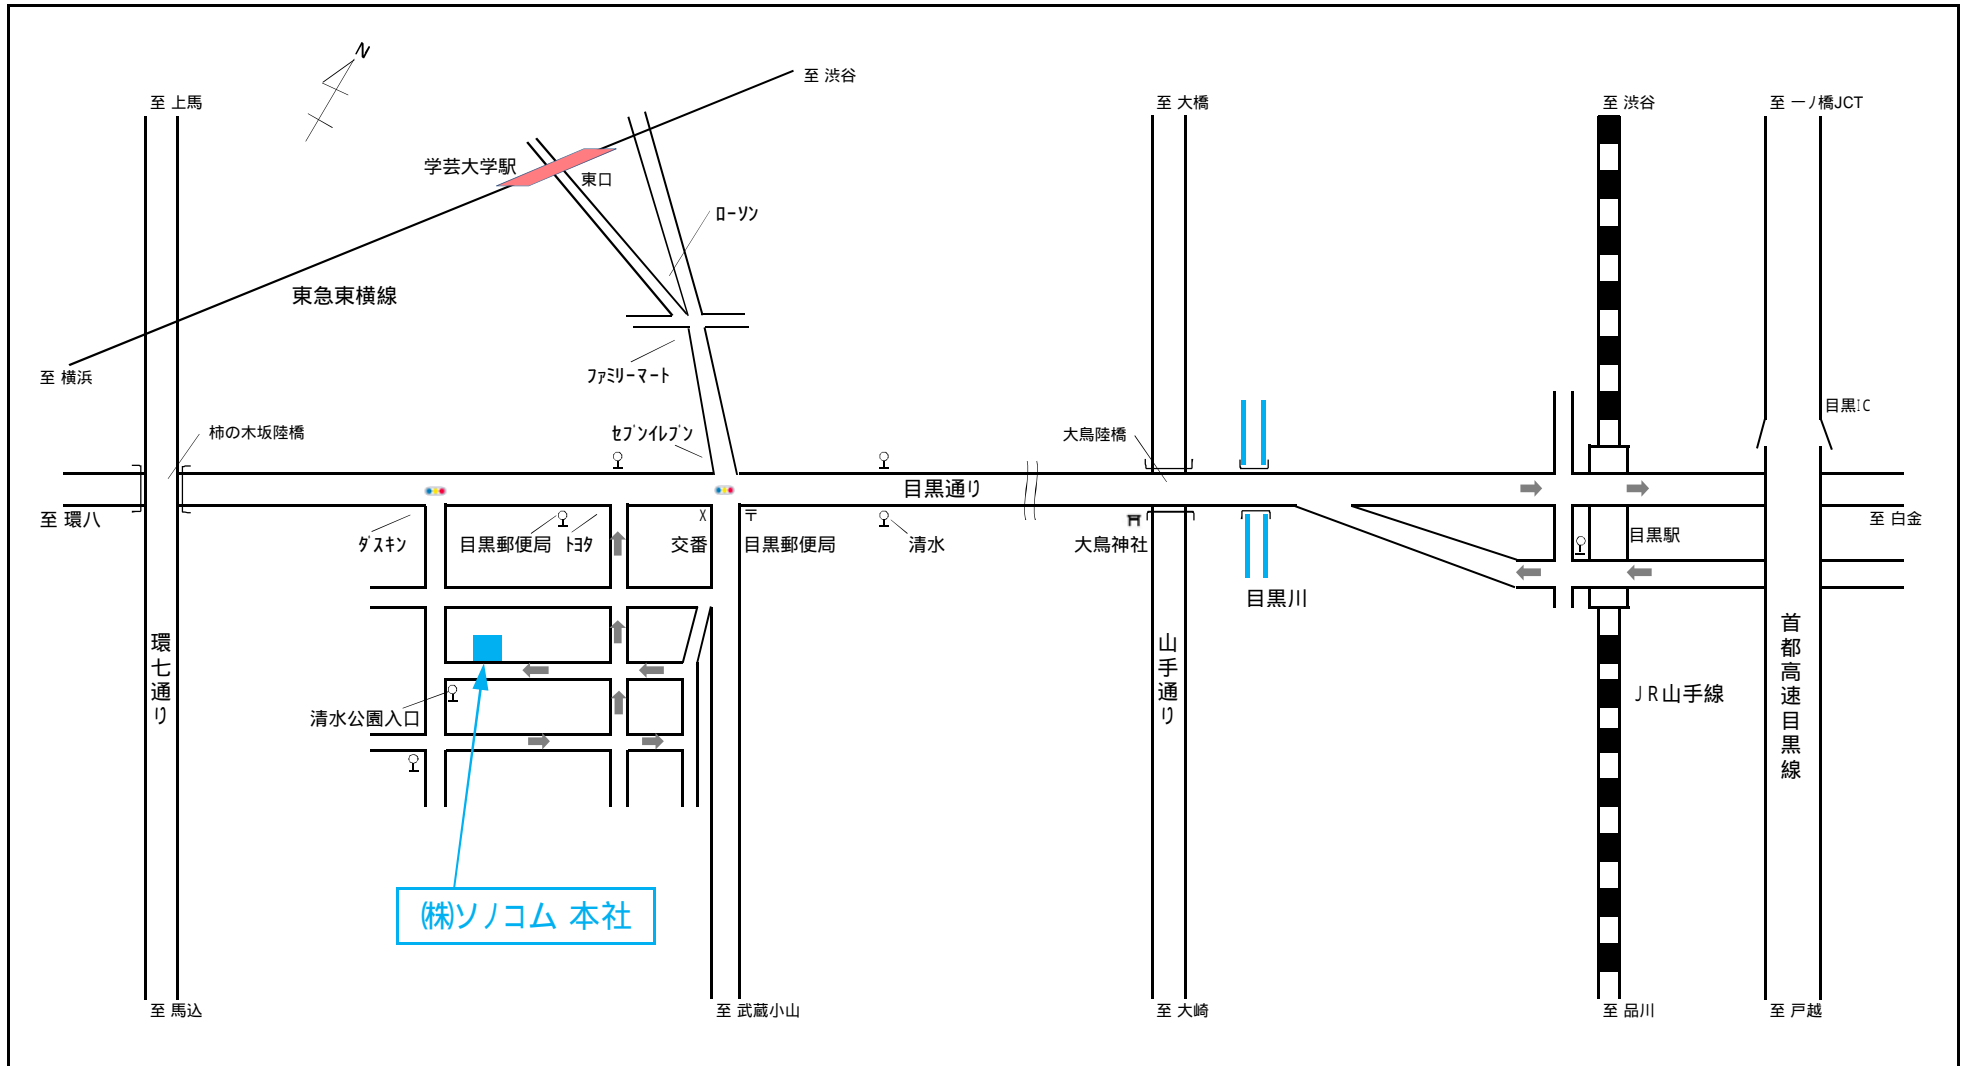 N
至 渋谷
至 上馬
至 大橋
至 渋谷
至 一ノ橋JCT
学芸大学駅
東口
ﾛｰｿﾝ
東急東横線
至 横浜
ﾌｧﾐﾘｰﾏｰﾄ
目黒IC
柿の木坂陸橋
ｾﾌﾞﾝｲﾚﾌﾞﾝ
大鳥陸橋
目黒通り
至 環八
X
〒
至 白金
ﾀﾞｽｷﾝ
目黒郵便局
ﾄﾖﾀ
交番
目黒郵便局
清水
大鳥神社
目黒駅
目黒川
環七通り
山手通り
首都高速目黒線
JR山手線
清水公園入口
㈱ソノコム 本社
至 馬込
至 武蔵小山
至 大崎
至 品川
至 戸越